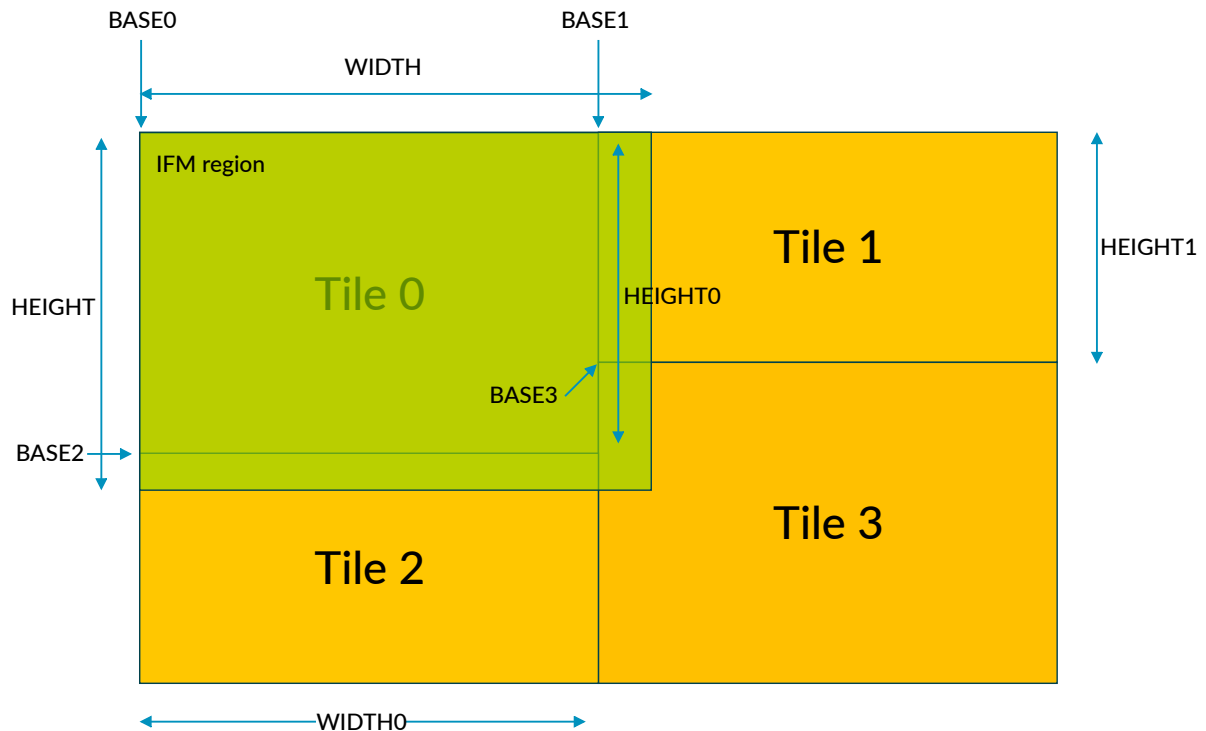 BASE0
BASE1
WIDTH
IFM region
Tile 1
HEIGHT1
Tile 0
HEIGHT0
HEIGHT
BASE3
BASE2
Tile 3
Tile 2
WIDTH0